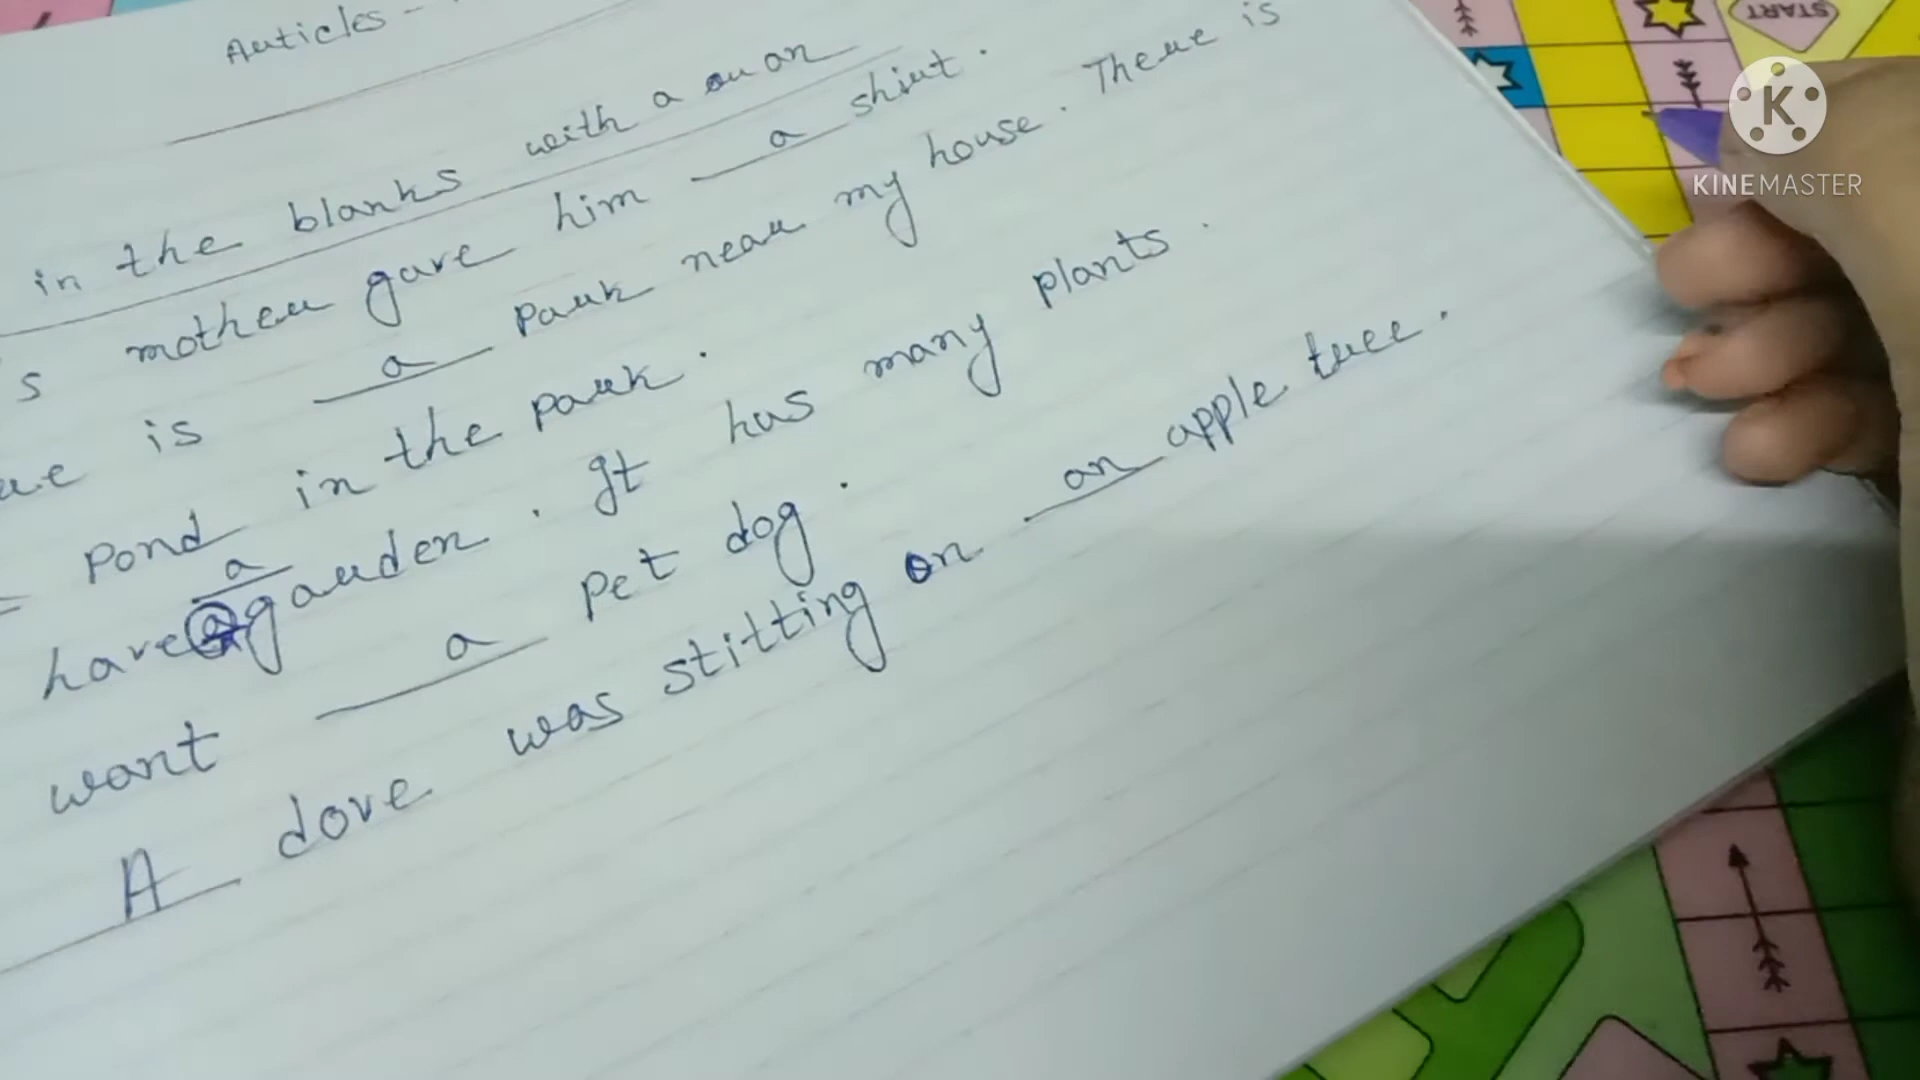 Articles -
in the blanks with a or an
s mother gave him a shirt.
is a park near my house. There is
pond in the park.
have a garden. It has many plants.
want a pet dog.
A dove was stitting on an apple tree.
START
K
KINEMASTER